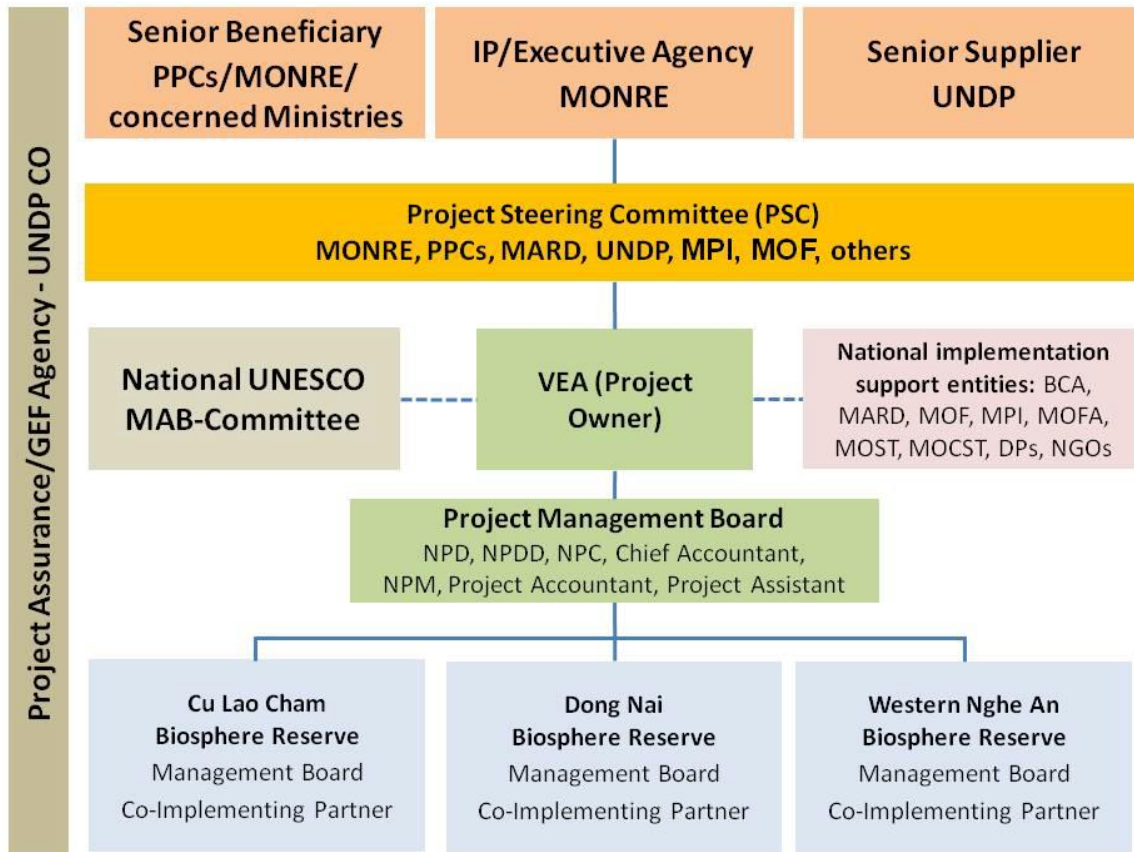 Project Assurance/GEF Agency - UNDP CO
Senior Beneficiary
PPCs/MONRE/
concerned Ministries
IP/Executive Agency
MONRE
Senior Supplier
UNDP
Project Steering Committee (PSC)
MONRE, PPCs, MARD, UNDP, MPI, MOF, others
National UNESCO
MAB-Committee
VEA (Project
Owner)
National implementation
support entities: BCA,
MARD, MOF, MPI, MOFA,
MOST, MOCST, DPs, NGOs
Project Management Board
NPD, NPDD, NPC, Chief Accountant,
NPM, Project Accountant, Project Assistant
Cu Lao Cham
Biosphere Reserve
Management Board
Co-Implementing Partner
Dong Nai
Biosphere Reserve
Management Board
Co-Implementing Partner
Western Nghe An
Biosphere Reserve
Management Board
Co-Implementing Partner